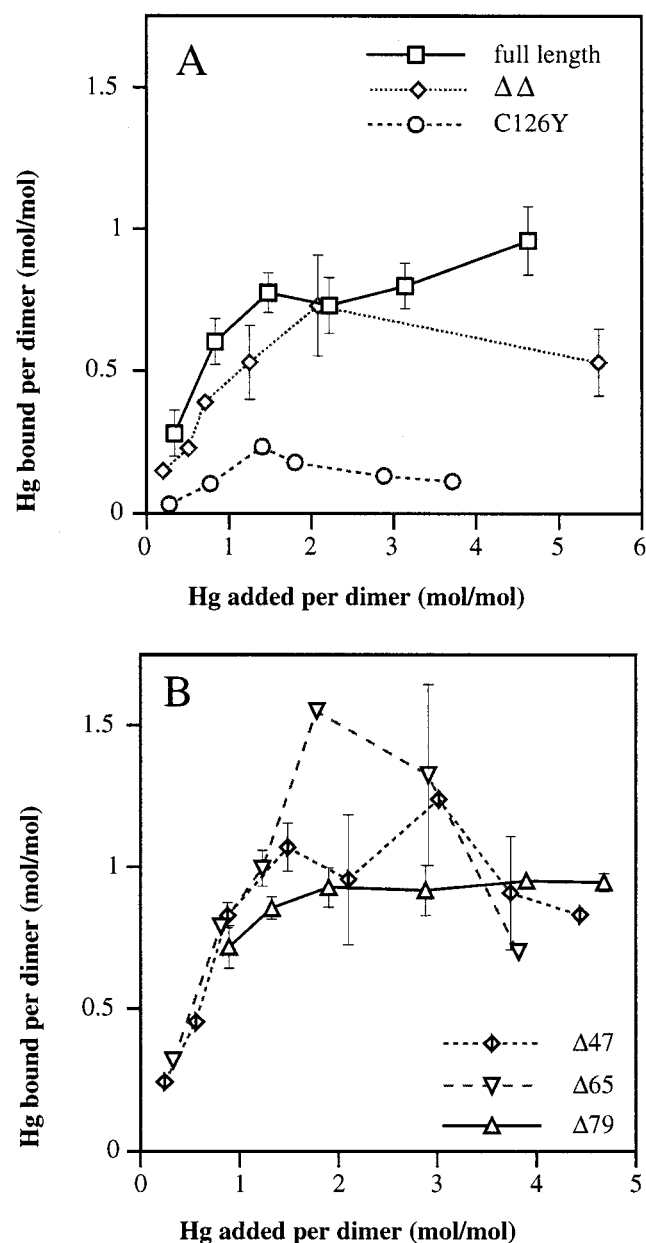 A
full length
Δ Δ
C126Y
1.5
1
0.5
0
0 1 2 3 4 5 6
Hg bound per dimer (mol/mol)
Hg added per dimer (mol/mol)
B
1.5
1
0.5
0
Δ47
Δ65
Δ79
0 1 2 3 4 5
Hg bound per dimer (mol/mol)
Hg added per dimer (mol/mol)